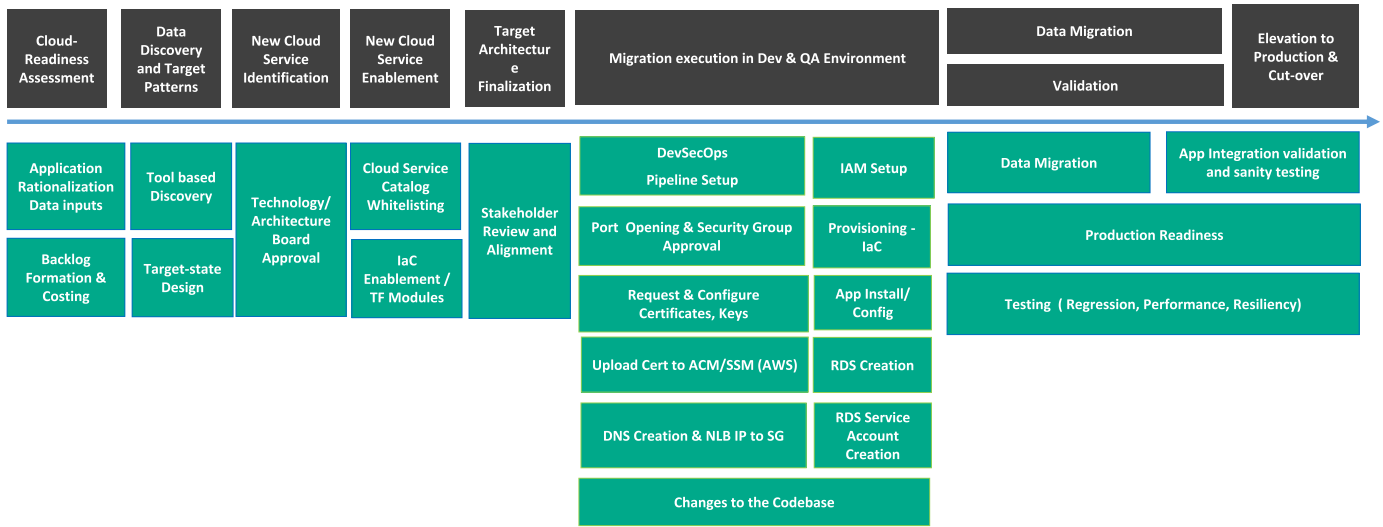 Cloud-
Readiness
Assessment
Data
Discovery
and Target
Patterns
New Cloud
Service
Identification
New Cloud
Service
Enablement
Target
Architectur
e
Finalization
Migration execution in Dev & QA Environment
Data Migration
Validation
Elevation to
Production &
Cut-over
Application
Rationalization
Data inputs
Backlog
Formation &
Costing
Tool based
Discovery
Target-state
Design
Technology/
Architecture
Board
Approval
Cloud Service
Catalog
Whitelisting
IaC
Enablement /
TF Modules
Stakeholder
Review and
Alignment
DevSecOps
Pipeline Setup
IAM Setup
Port Opening & Security Group
Approval
Provisioning -
IaC
Request & Configure
Certificates, Keys
App Install/
Config
Upload Cert to ACM/SSM (AWS)
RDS Creation
DNS Creation & NLB IP to SG
RDS Service
Account
Creation
Changes to the Codebase
Data Migration
App Integration validation
and sanity testing
Production Readiness
Testing ( Regression, Performance, Resiliency)